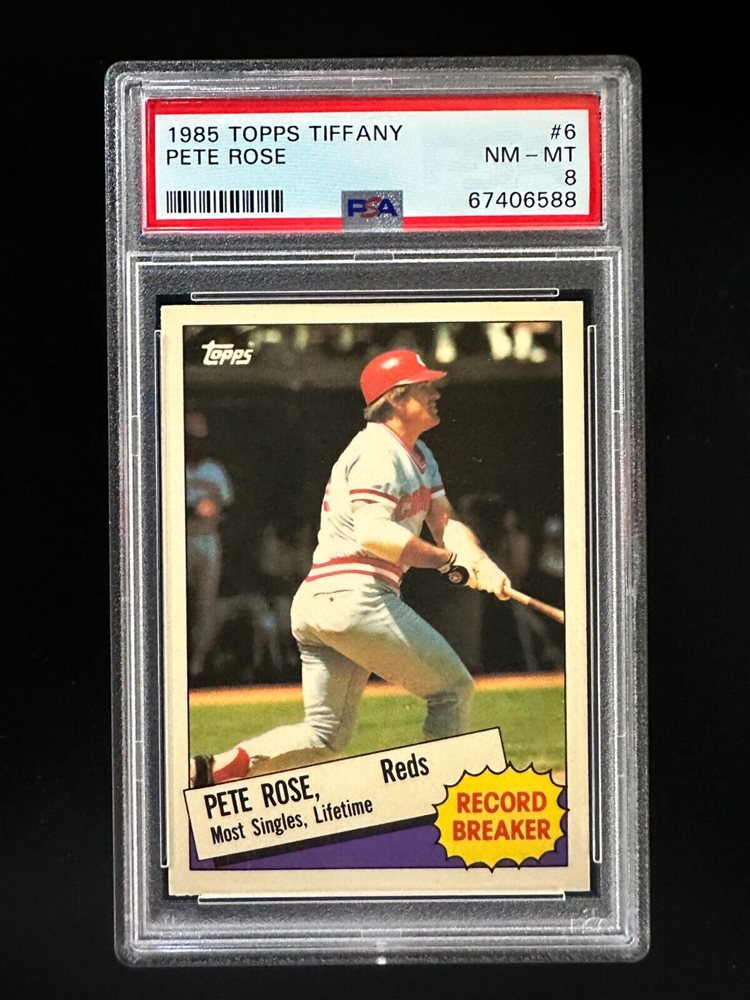 1985 TOPPS TIFFANY #6
PETE ROSE NM - MT
8
PSA 67406588
Topps
PETE ROSE, Reds
Most Singles, Lifetime
RECORD
BREAKER